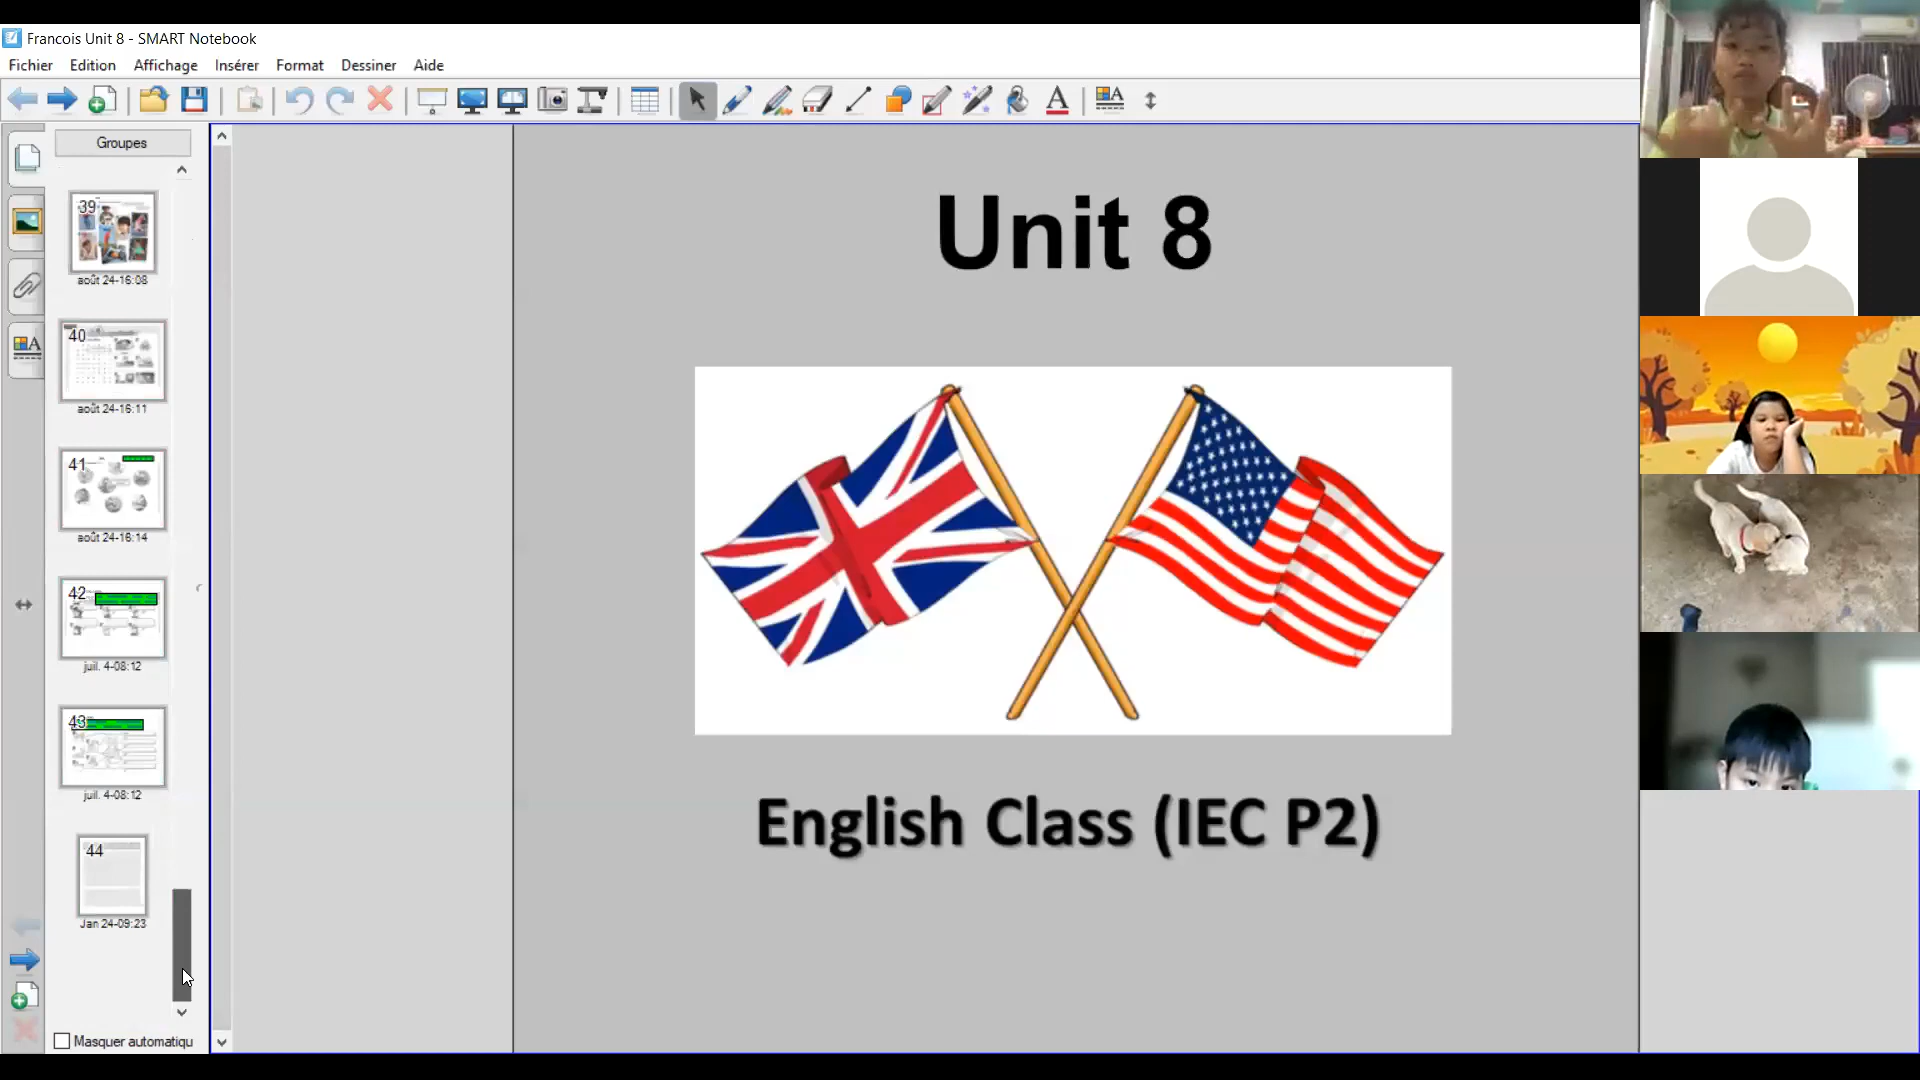 Francois Unit 8 - SMART Notebook
Fichier Edition Affichage Insérer Format Dessiner Aide
Groupes
39
août 24-16:08
40
août 24-16:11
41
août 24-16:14
42
juil. 4-08:12
43
juil. 4-08:12
44
Jan 24-09:23
Masquer automatiqu
Unit 8
English Class (IEC P2)